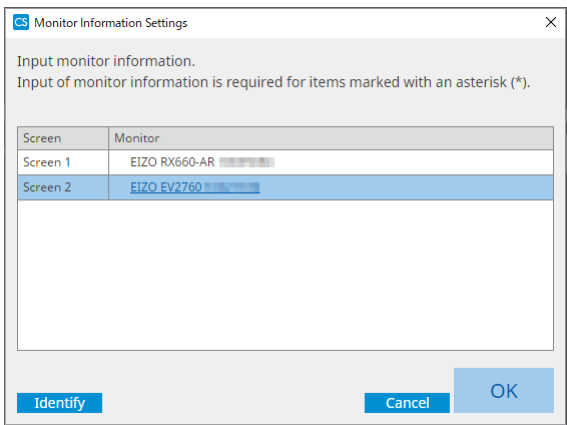 CS Monitor Information Settings
Input monitor information.
Input of monitor information is required for items marked with an asterisk (*).
Screen Monitor
Screen 1 EIZO RX660-AR
Screen 2 EIZO EV2760
Identify Cancel OK